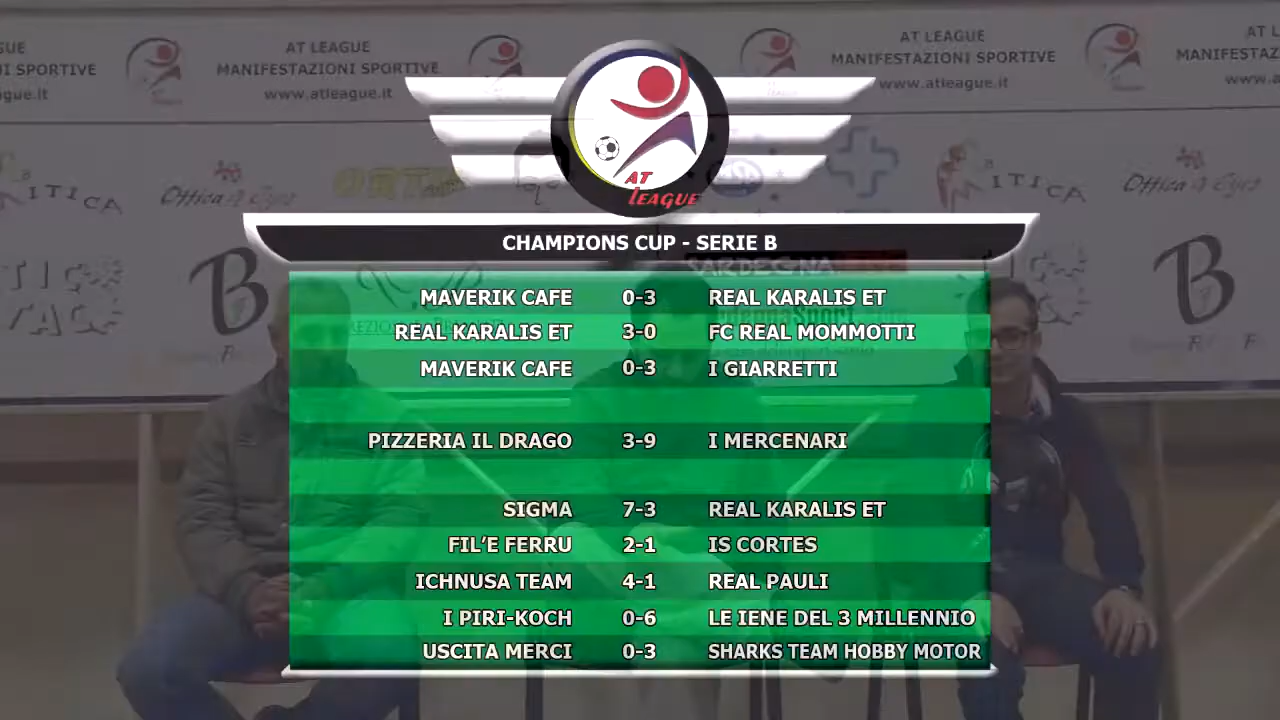 AT LEAGUE
MANIFESTAZIONI SPORTIVE
www.atleague.it
AT LEAGUE
MANIFESTAZIONI SPORTIVE
www.atleague.it
AT
LEAGUE
CHAMPIONS CUP - SERIE B
MAVERIK CAFE 0-3 REAL KARALIS ET
REAL KARALIS ET 3-0 FC REAL MOMMOTTI
MAVERIK CAFE 0-3 I GIARRETTI
PIZZERIA IL DRAGO 3-9 I MERCENARI
SIGMA 7-3 REAL KARALIS ET
FIL'E FERRU 2-1 IS CORTES
ICHNUSA TEAM 4-1 REAL PAULI
I PIRI-KOCH 0-6 LE IENE DEL 3 MILLENNIO
USCITA MERCI 0-3 SHARKS TEAM HOBBY MOTOR